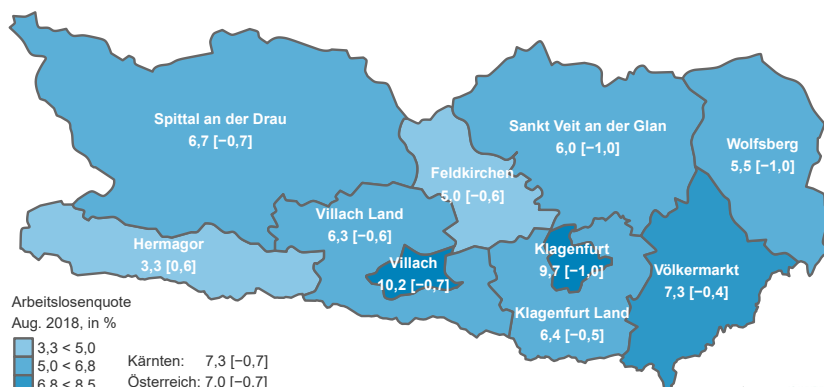 Spittal an der Drau
6,7 [−0,7]
Sankt Veit an der Glan
6,0 [−1,0]
Wolfsberg
5,5 [−1,0]
Feldkirchen
5,0 [−0,6]
Villach Land
6,3 [−0,6]
Hermagor
3,3 [0,6]
Villach
10,2 [−0,7]
Klagenfurt
9,7 [−1,0]
Völkermarkt
7,3 [−0,4]
Klagenfurt Land
6,4 [−0,5]
Arbeitslosenquote
Aug. 2018, in %
3,3 < 5,0
5,0 < 6,8
6,8 < 8,5
Kärnten: 7,3 [−0,7]
Österreich: 7,0 [−0,7]